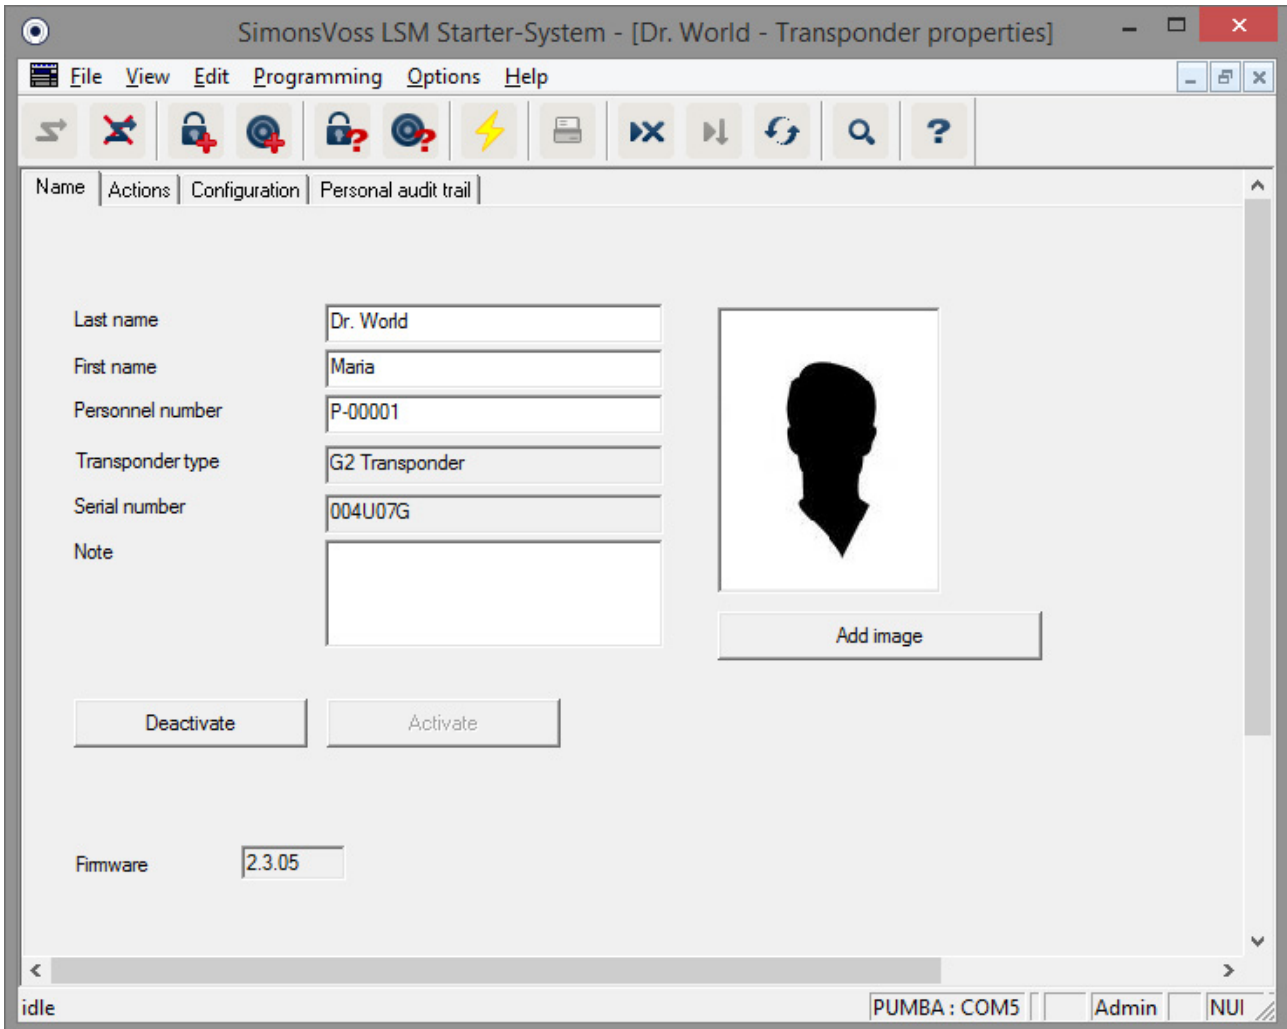 SimonsVoss LSM Starter-System - [Dr. World - Transponder properties]
File View Edit Programming Options Help
Name Actions Configuration Personal audit trail
Last name Dr. World
First name Maria
Personnel number P-00001
Transponder type G2 Transponder
Serial number 004U07G
Note
Add image
Deactivate Activate
Firmware 2.3.05
idle PUMBA : COM5 Admin NUI